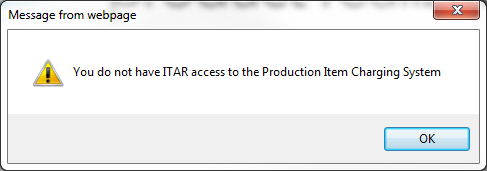 Message from webpage
You do not have ITAR access to the Production Item Charging System
OK